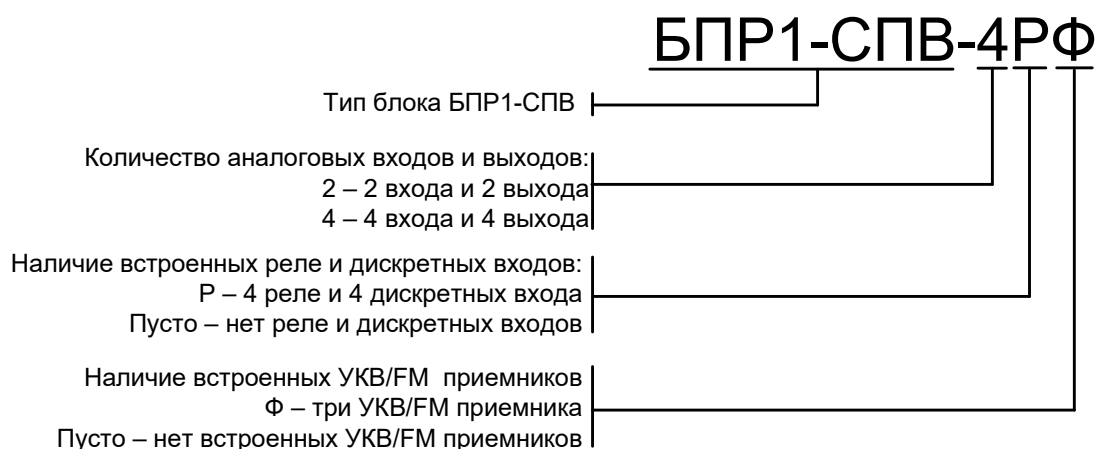 БПР1-СПВ-4РФ
Тип блока БПР1-СПВ
Количество аналоговых входов и выходов:
2 – 2 входа и 2 выхода
4 – 4 входа и 4 выхода
Наличие встроенных реле и дискретных входов:
Р – 4 реле и 4 дискретных входа
Пусто – нет реле и дискретных входов
Наличие встроенных УКВ/FM приемников
Ф – три УКВ/FM приемника
Пусто – нет встроенных УКВ/FM приемников